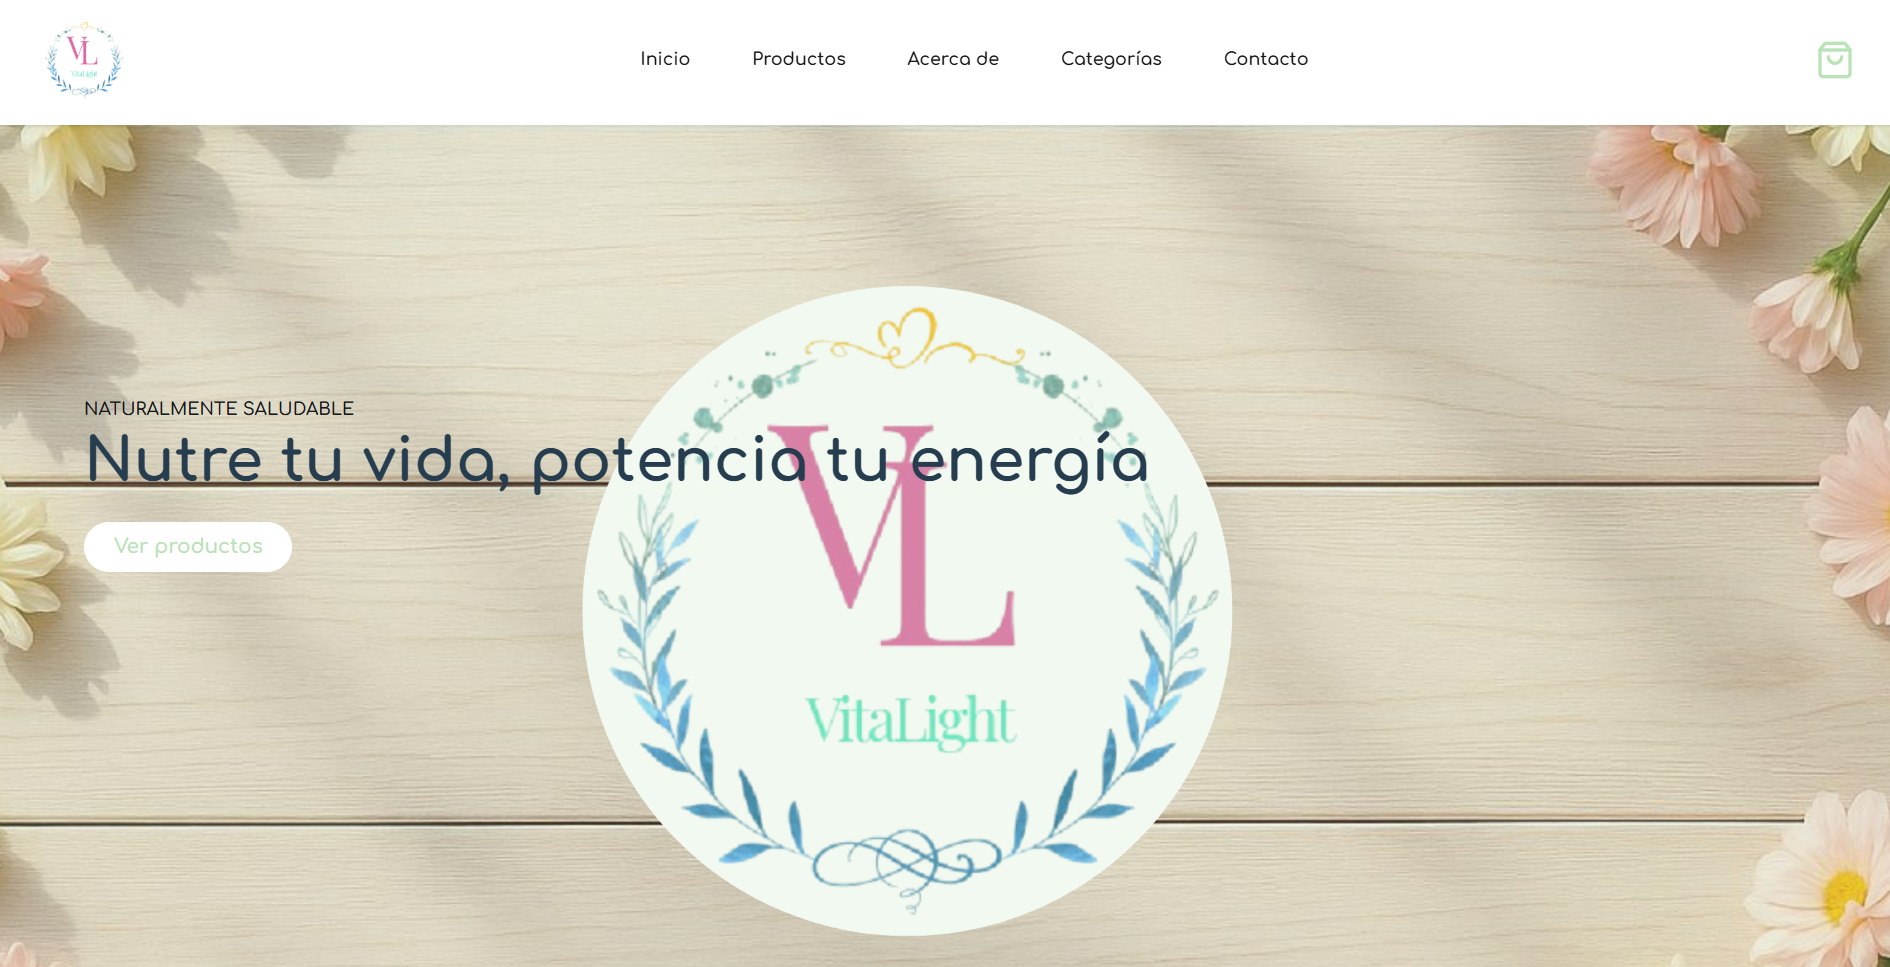 VL
VitaLight
Inicio
Productos
Acerca de
Categorías
Contacto
NATURALMENTE SALUDABLE
Nutre tu vida, potencia tu energía
Ver productos
VL
VitaLight